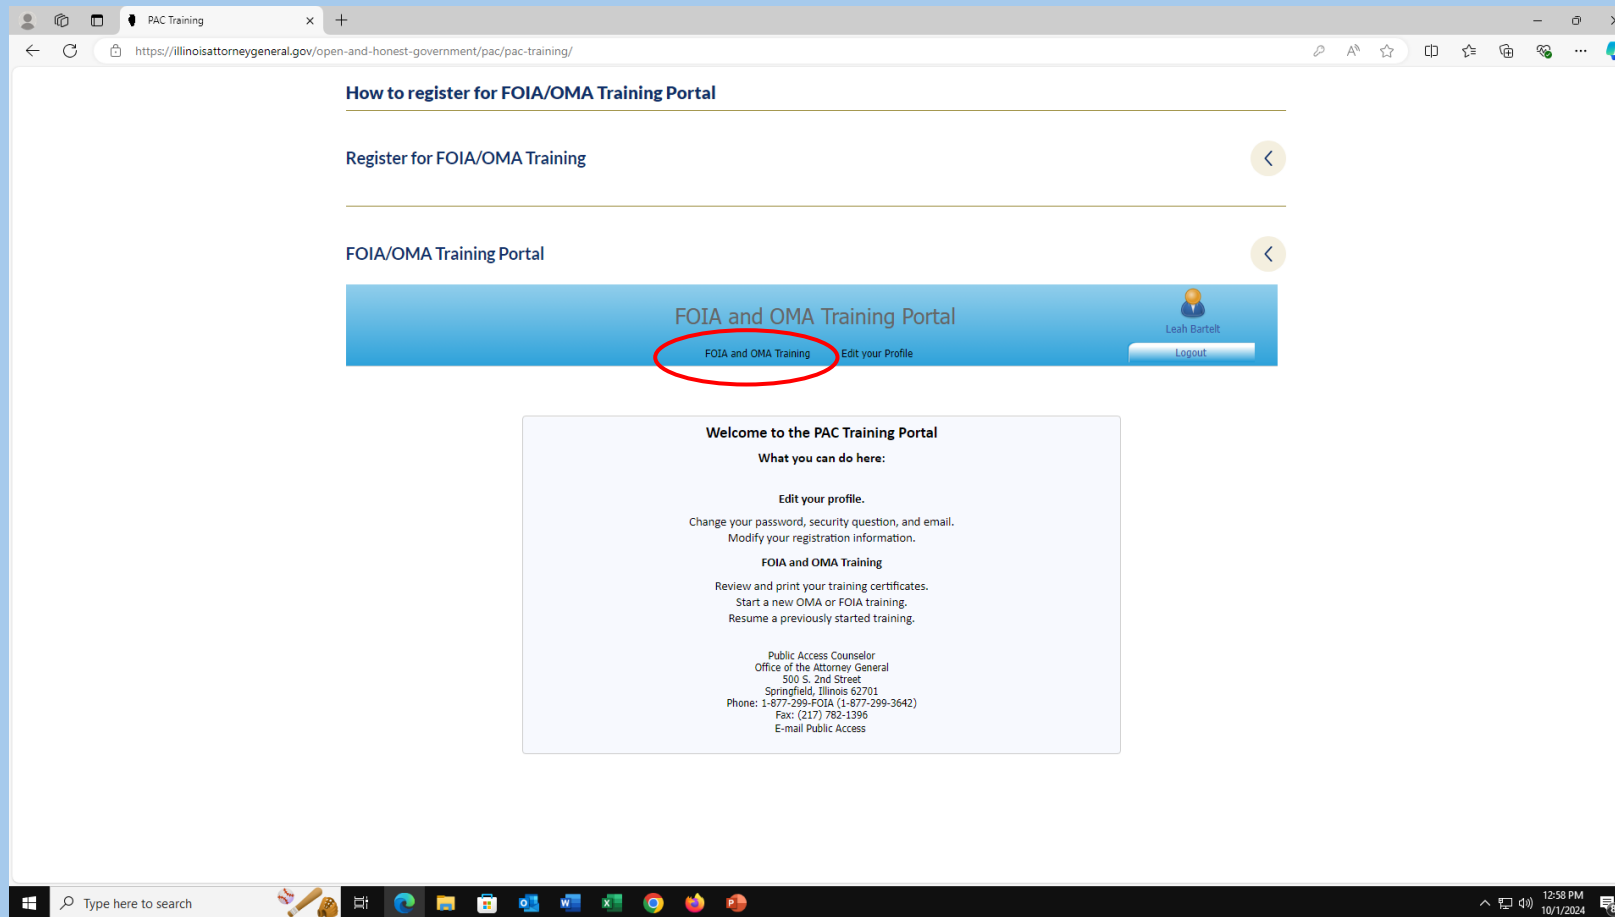 PAC Training
https://illinoisattorneygeneral.gov/open-and-honest-government/pac/pac-training/
How to register for FOIA/OMA Training Portal
Register for FOIA/OMA Training
FOIA/OMA Training Portal
FOIA and OMA Training Portal
Leah Bartelt
FOIA and OMA Training
Edit your Profile
Logout
Welcome to the PAC Training Portal
What you can do here:
Edit your profile.
Change your password, security question, and email.
Modify your registration information.
FOIA and OMA Training
Review and print your training certificates.
Start a new OMA or FOIA training.
Resume a previously started training.
Public Access Counselor
Office of the Attorney General
500 S. 2nd Street
Springfield, Illinois 62701
Phone: 1-877-299-FOIA (1-877-299-3642)
Fax: (217) 782-1396
E-mail Public Access
Type here to search
12:58 PM
10/1/2024